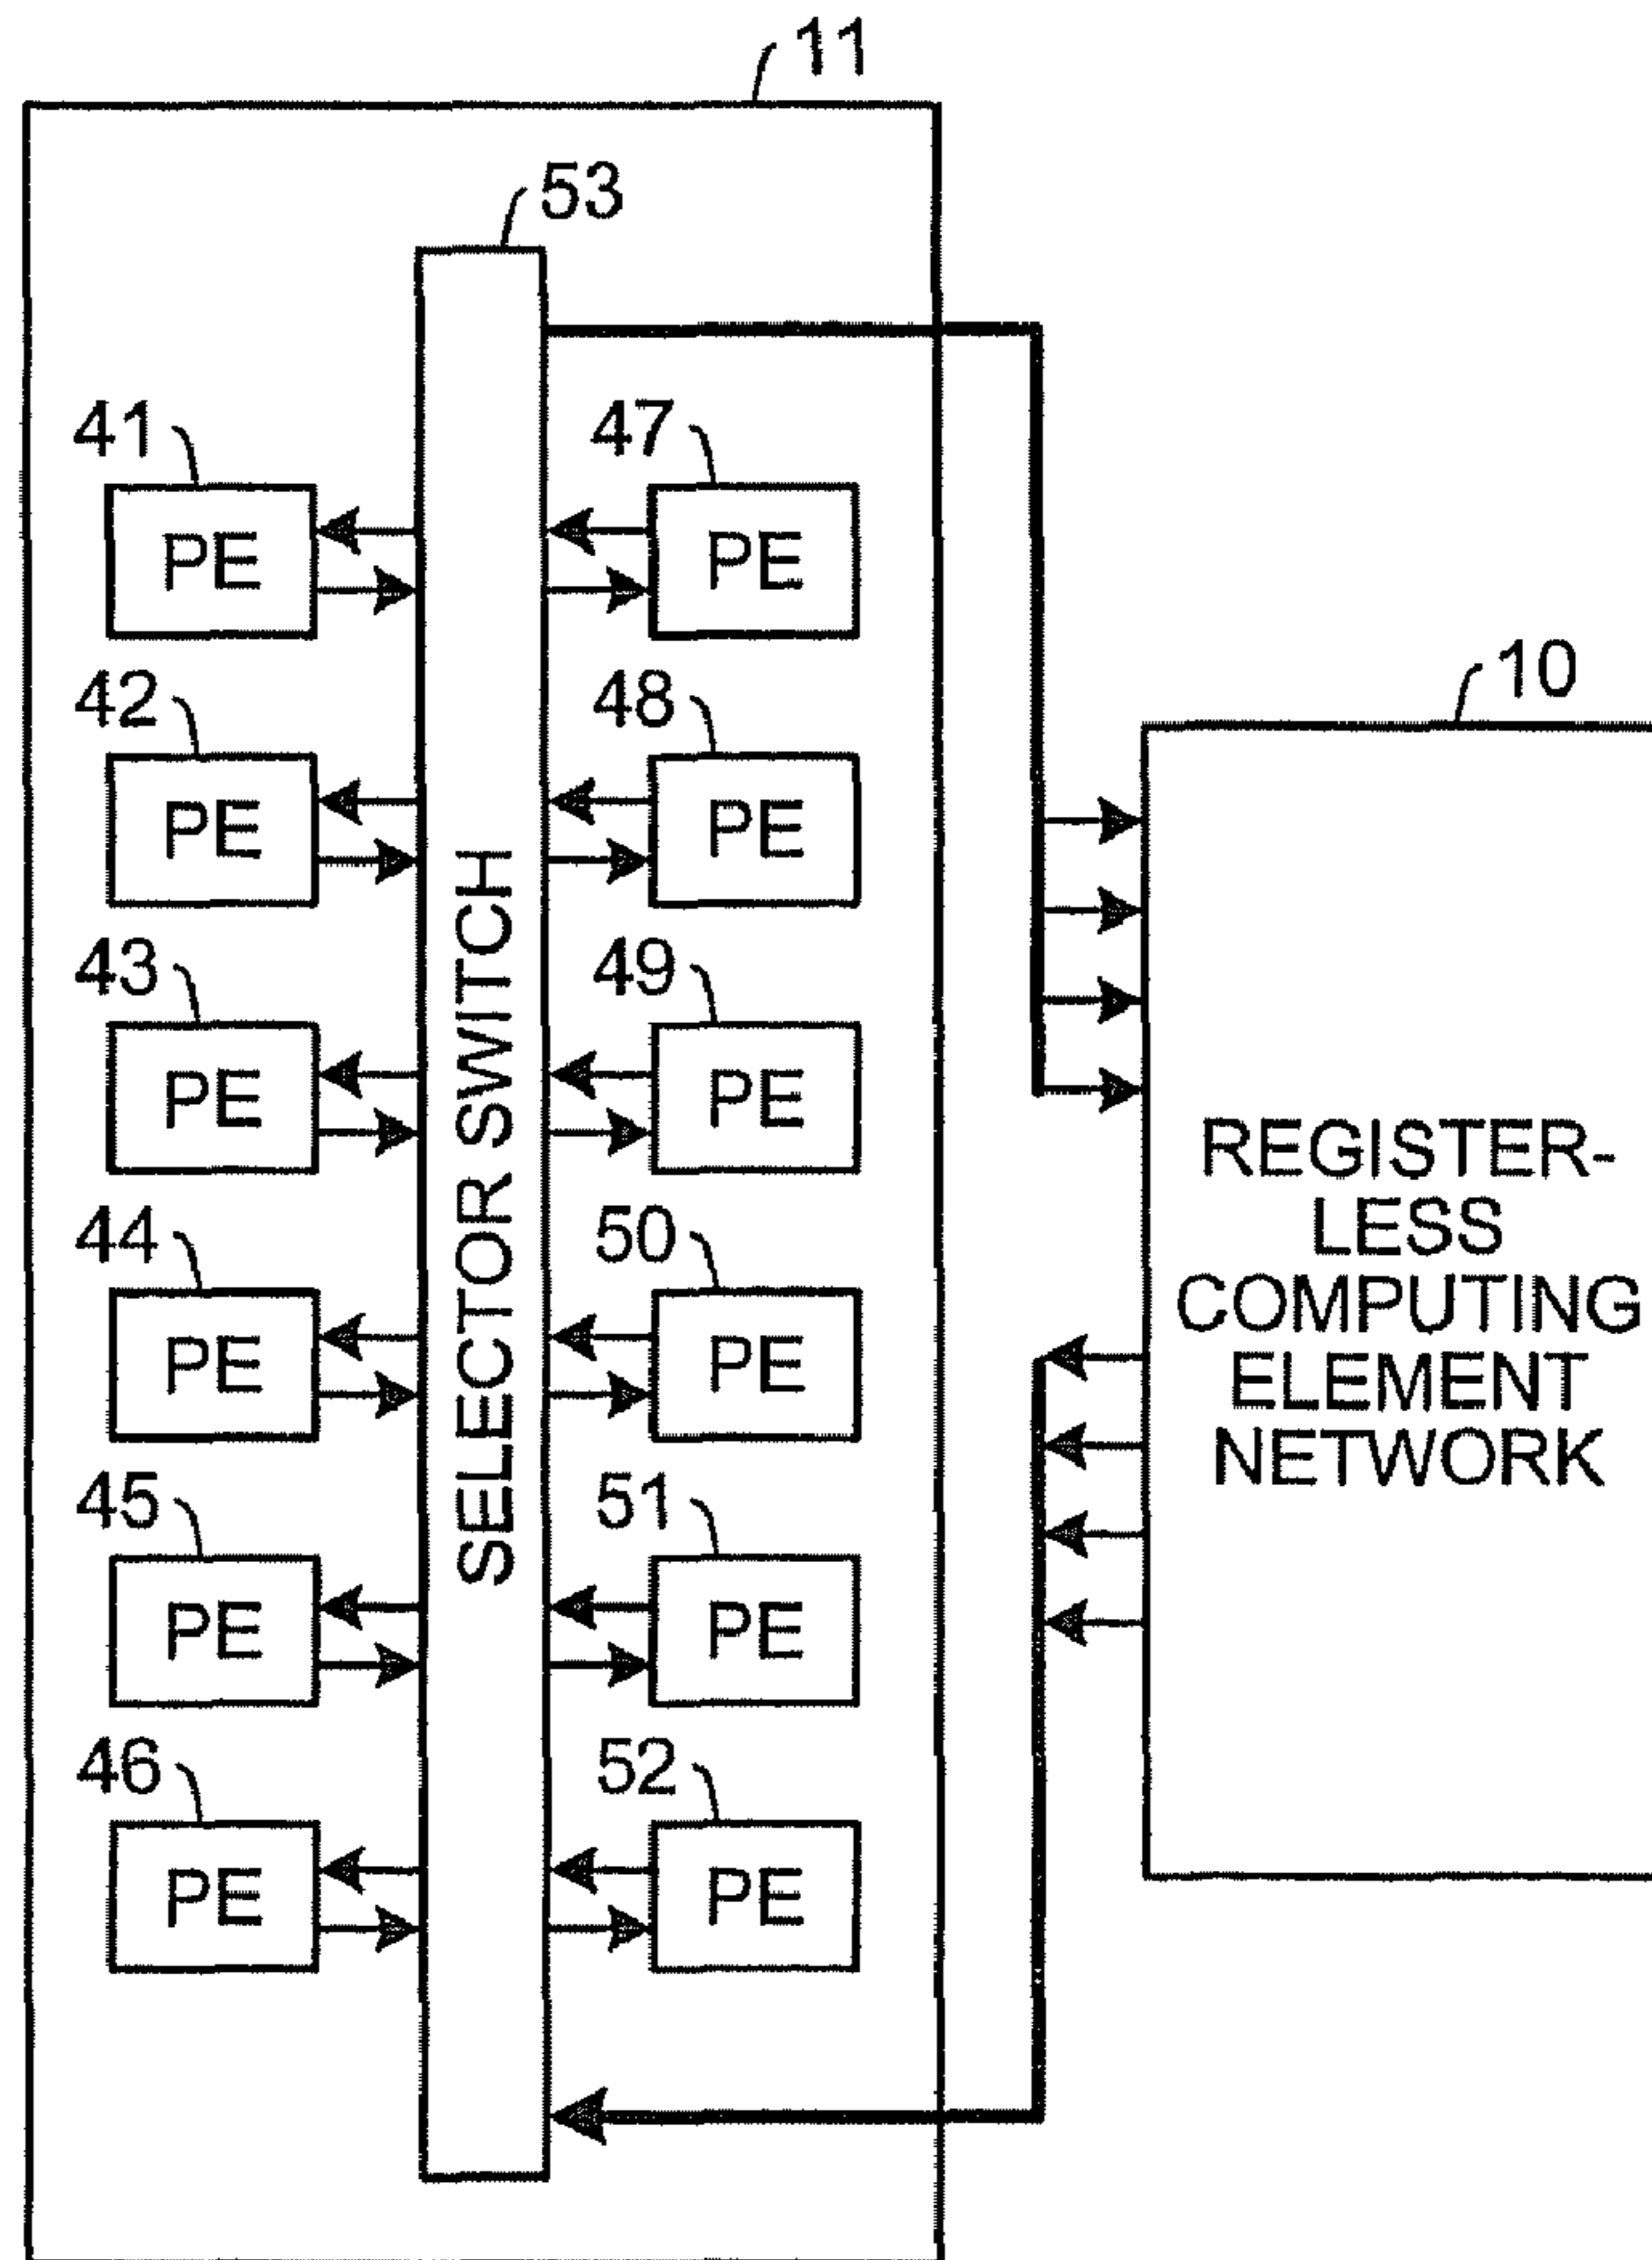 11
53
41
47
PE
PE
42
48
PE
PE
43
49
PE
PE
44
50
PE
PE
45
51
PE
PE
46
52
PE
PE
SELECTOR SWITCH
10
REGISTER-
LESS
COMPUTING
ELEMENT
NETWORK